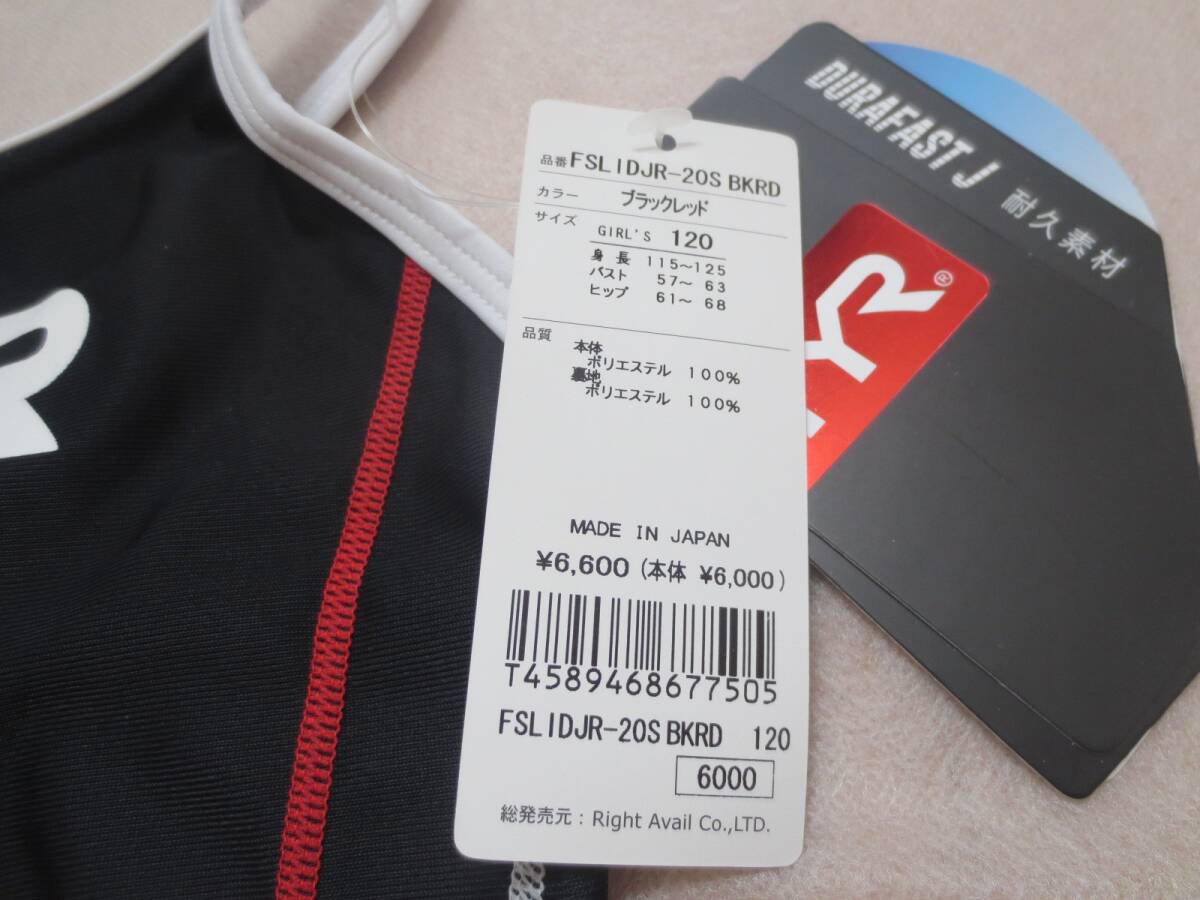 品番 FSLIDJR-20S BKRD
カラー ブラックレッド
サイズ GIRL'S 120
身長 115~125
バスト 57~ 63
ヒップ 61~ 68
品質 本体
ポリエステル 100%
裏地
ポリエステル 100%
MADE IN JAPAN
¥6,600 (本体 ¥6,000)
T4589468677505
FSLIDJR-20S BKRD 120
6000
総発売元: Right Avail Co.,LTD.
DURAFAST J 耐久素材
YR®
R